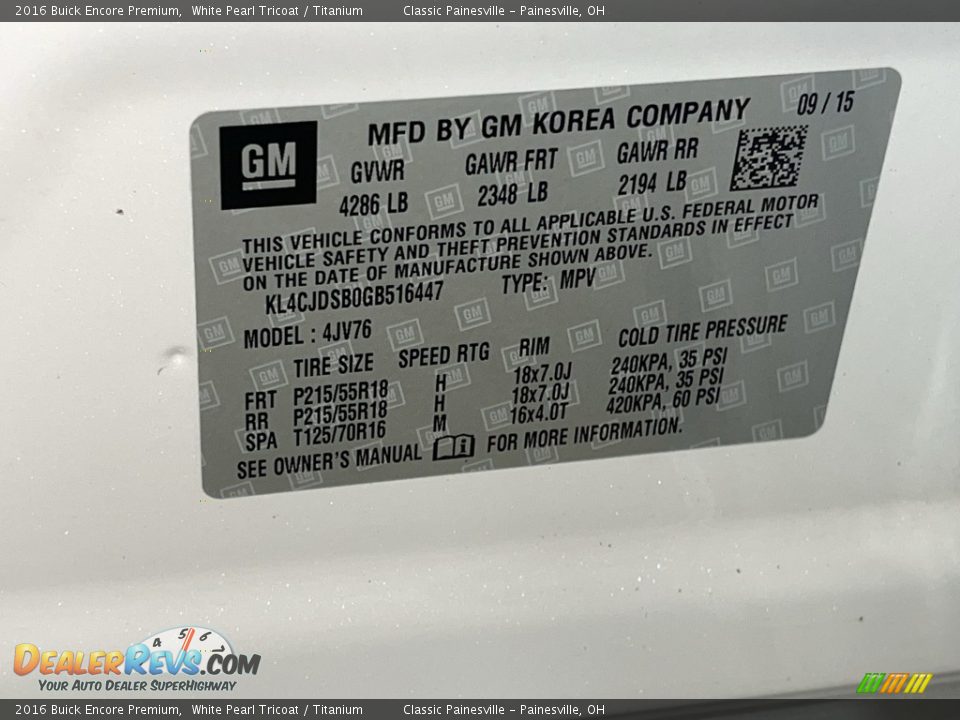 2016 Buick Encore Premium, White Pearl Tricoat / Titanium Classic Painesville – Painesville, OH
09 / 15
GM MFD BY GM KOREA COMPANY
GVWR GAWR FRT GAWR RR
4286 LB 2348 LB 2194 LB
THIS VEHICLE CONFORMS TO ALL APPLICABLE U.S. FEDERAL MOTOR
VEHICLE SAFETY AND THEFT PREVENTION STANDARDS IN EFFECT
ON THE DATE OF MANUFACTURE SHOWN ABOVE.
KL4CJDSB0GB516447 TYPE: MPV
MODEL : 4JV76
TIRE SIZE SPEED RTG RIM COLD TIRE PRESSURE
FRT P215/55R18 H 18x7.0J 240KPA, 35 PSI
RR P215/55R18 H 18x7.0J 240KPA, 35 PSI
SPA T125/70R16 M 16x4.0T 420KPA, 60 PSI
SEE OWNER'S MANUAL FOR MORE INFORMATION.
4 5 6
DEALERREVS.COM
YOUR AUTO DEALER SUPERHIGHWAY
2016 Buick Encore Premium, White Pearl Tricoat / Titanium Classic Painesville – Painesville, OH